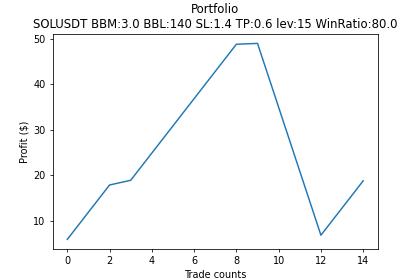 Portfolio
SOLUSDT BBM:3.0 BBL:140 SL:1.4 TP:0.6 lev:15 WinRatio:80.0
50
40
30
20
10
Profit ($)
0 2 4 6 8 10 12 14
Trade counts